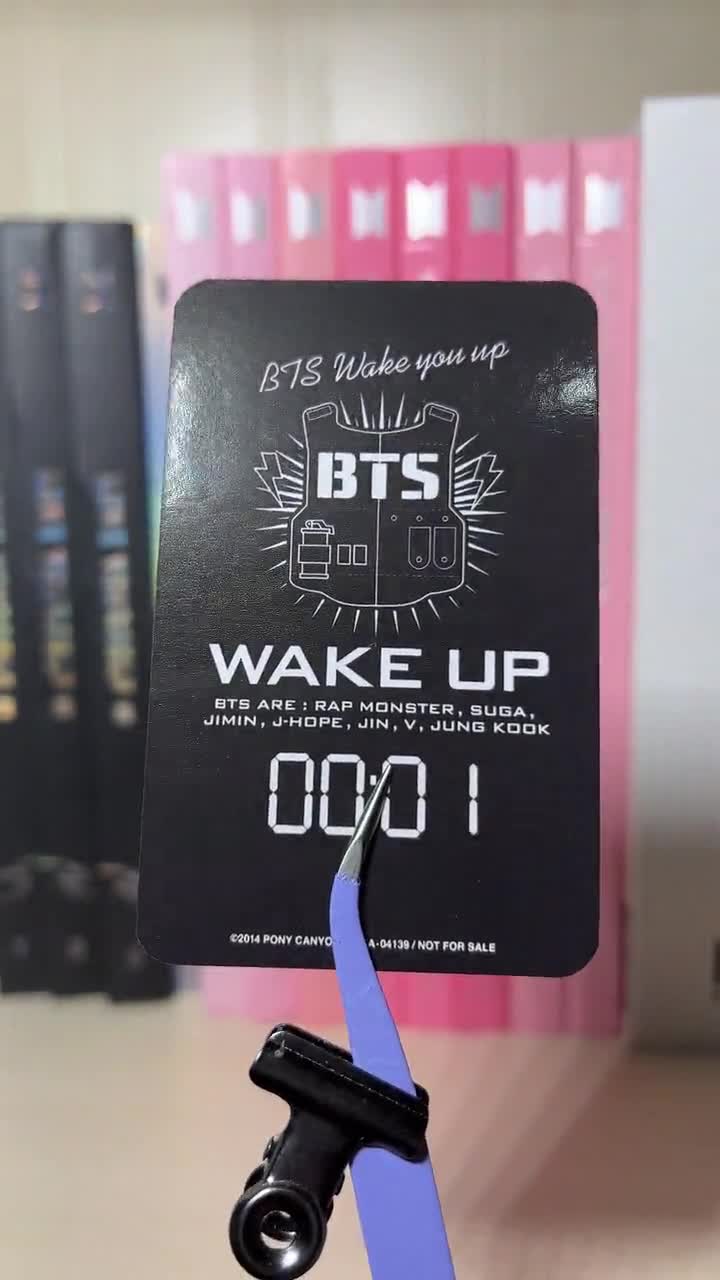 BTS Wake you up
BTS
WAKE UP
BTS ARE : RAP MONSTER, SUGA,
JIMIN, J-HOPE, JIN, V, JUNG KOOK
00:01
©2014 PONY CANYO A-04139 / NOT FOR SALE